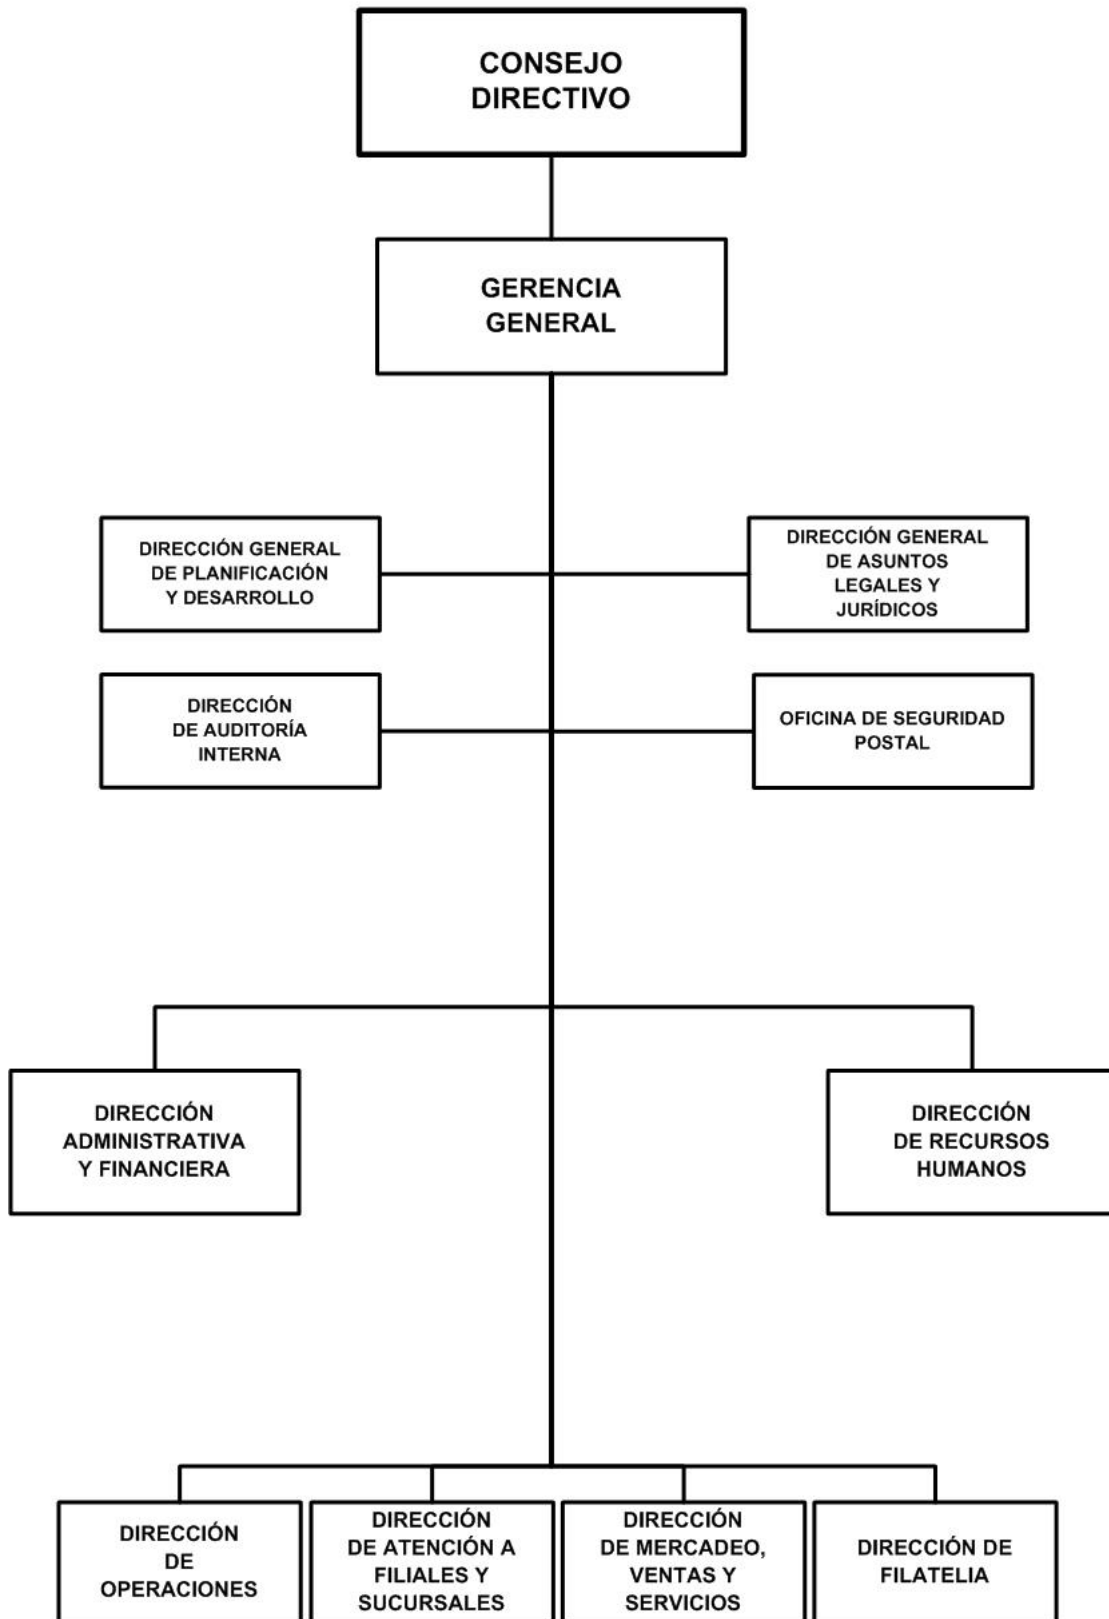 CONSEJO
DIRECTIVO
GERENCIA
GENERAL
DIRECCIÓN GENERAL
DE PLANIFICACIÓN
Y DESARROLLO
DIRECCIÓN GENERAL
DE ASUNTOS
LEGALES Y
JURÍDICOS
DIRECCIÓN
DE AUDITORÍA
INTERNA
OFICINA DE SEGURIDAD
POSTAL
DIRECCIÓN
ADMINISTRATIVA
Y FINANCIERA
DIRECCIÓN
DE RECURSOS
HUMANOS
DIRECCIÓN
DE
OPERACIONES
DIRECCIÓN
DE ATENCIÓN A
FILIALES Y
SUCURSALES
DIRECCIÓN
DE MERCADEO,
VENTAS Y
SERVICIOS
DIRECCIÓN DE
FILATELIA